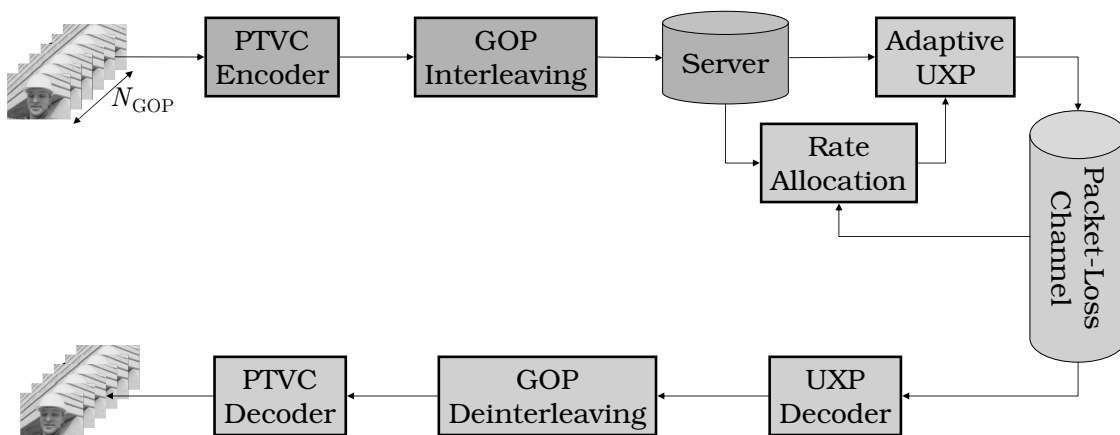 PTVC
Encoder
GOP
Interleaving
Server
Adaptive
UXP
N_GOP
Rate
Allocation
Packet-Loss
Channel
PTVC
Decoder
GOP
Deinterleaving
UXP
Decoder